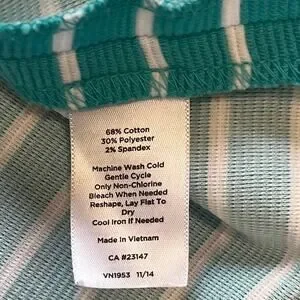 68% Cotton
30% Polyester
2% Spandex
Machine Wash Cold
Gentle Cycle
Only Non-Chlorine
Bleach When Needed
Reshape, Lay Flat To
Dry
Cool Iron If Needed
Made in Vietnam
CA #23147
VN1953 11/14